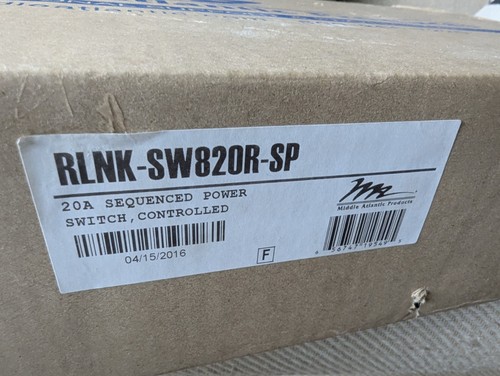 RLNK-SW820R-SP
20A SEQUENCED POWER
SWITCH,CONTROLLED
Middle Atlantic Products
04/15/2016
F